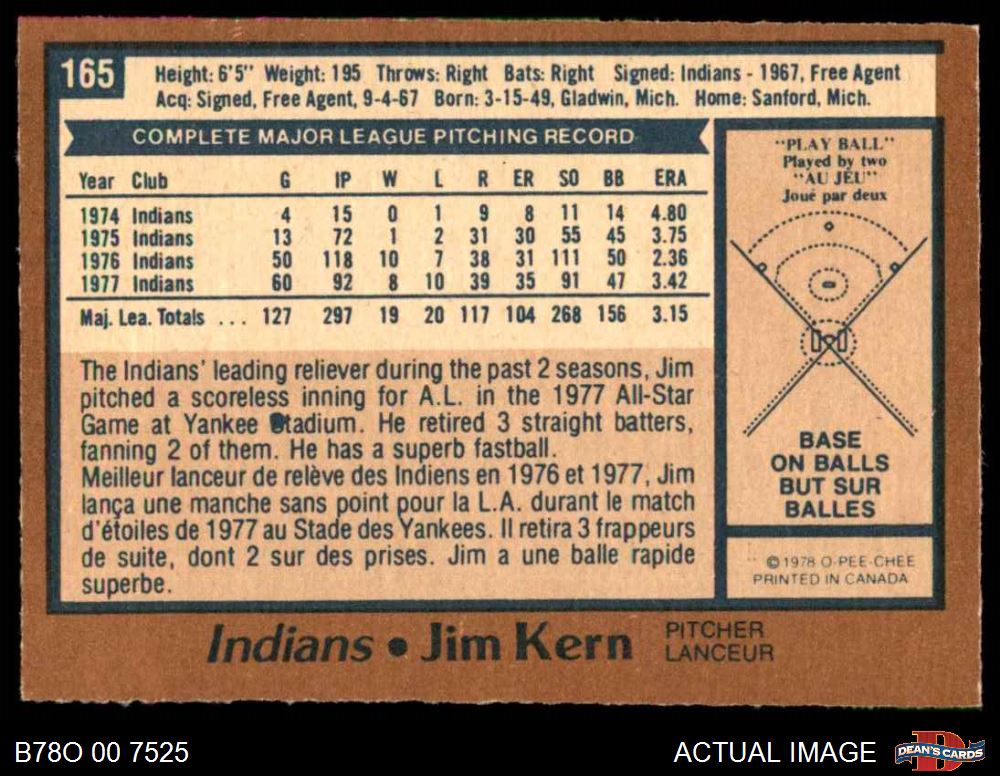 165
Height: 6'5" Weight: 195 Throws: Right Bats: Right Signed: Indians - 1967, Free Agent
Acq: Signed, Free Agent, 9-4-67 Born: 3-15-49, Gladwin, Mich. Home: Sanford, Mich.
COMPLETE MAJOR LEAGUE PITCHING RECORD
Year Club G IP W L R ER SO BB ERA
1974 Indians 4 15 0 1 9 8 11 14 4.80
1975 Indians 13 72 1 2 31 30 55 45 3.75
1976 Indians 50 118 10 7 38 31 111 50 2.36
1977 Indians 60 92 8 10 39 35 91 47 3.42
Maj. Lea. Totals ... 127 297 19 20 117 104 268 156 3.15
The Indians' leading reliever during the past 2 seasons, Jim
pitched a scoreless inning for A.L. in the 1977 All-Star
Game at Yankee Stadium. He retired 3 straight batters,
fanning 2 of them. He has a superb fastball.
Meilleur lanceur de relève des Indiens en 1976 et 1977, Jim
lança une manche sans point pour la L.A. durant le match
d'étoiles de 1977 au Stade des Yankees. Il retira 3 frappeurs
de suite, dont 2 sur des prises. Jim a une balle rapide
superbe.
"PLAY BALL"
Played by two
"AU JEU"
Joué par deux
BASE
ON BALLS
BUT SUR
BALLES
©1978 O-PEE-CHEE
PRINTED IN CANADA
Indians • Jim Kern PITCHER
LANCEUR
B78O 00 7525
ACTUAL IMAGE
DEAN'S CARDS